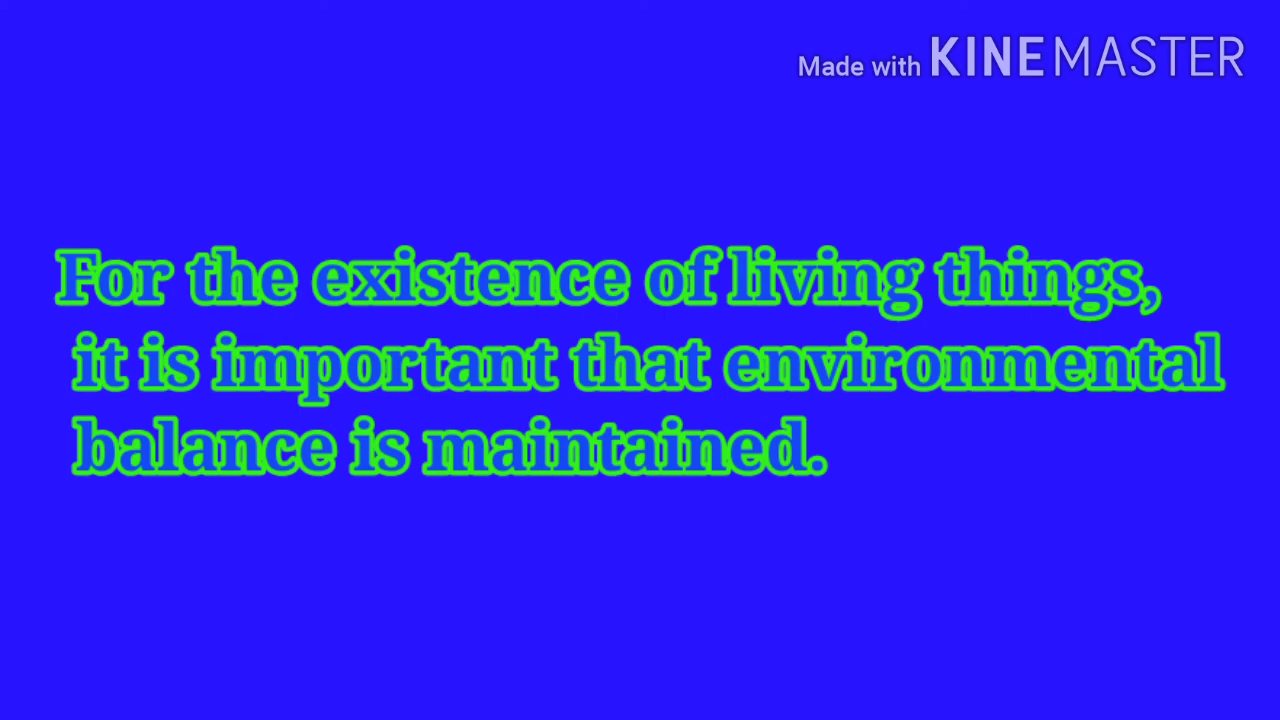 Made with KINEMASTER
For the existence of living things,
it is important that environmental
balance is maintained.